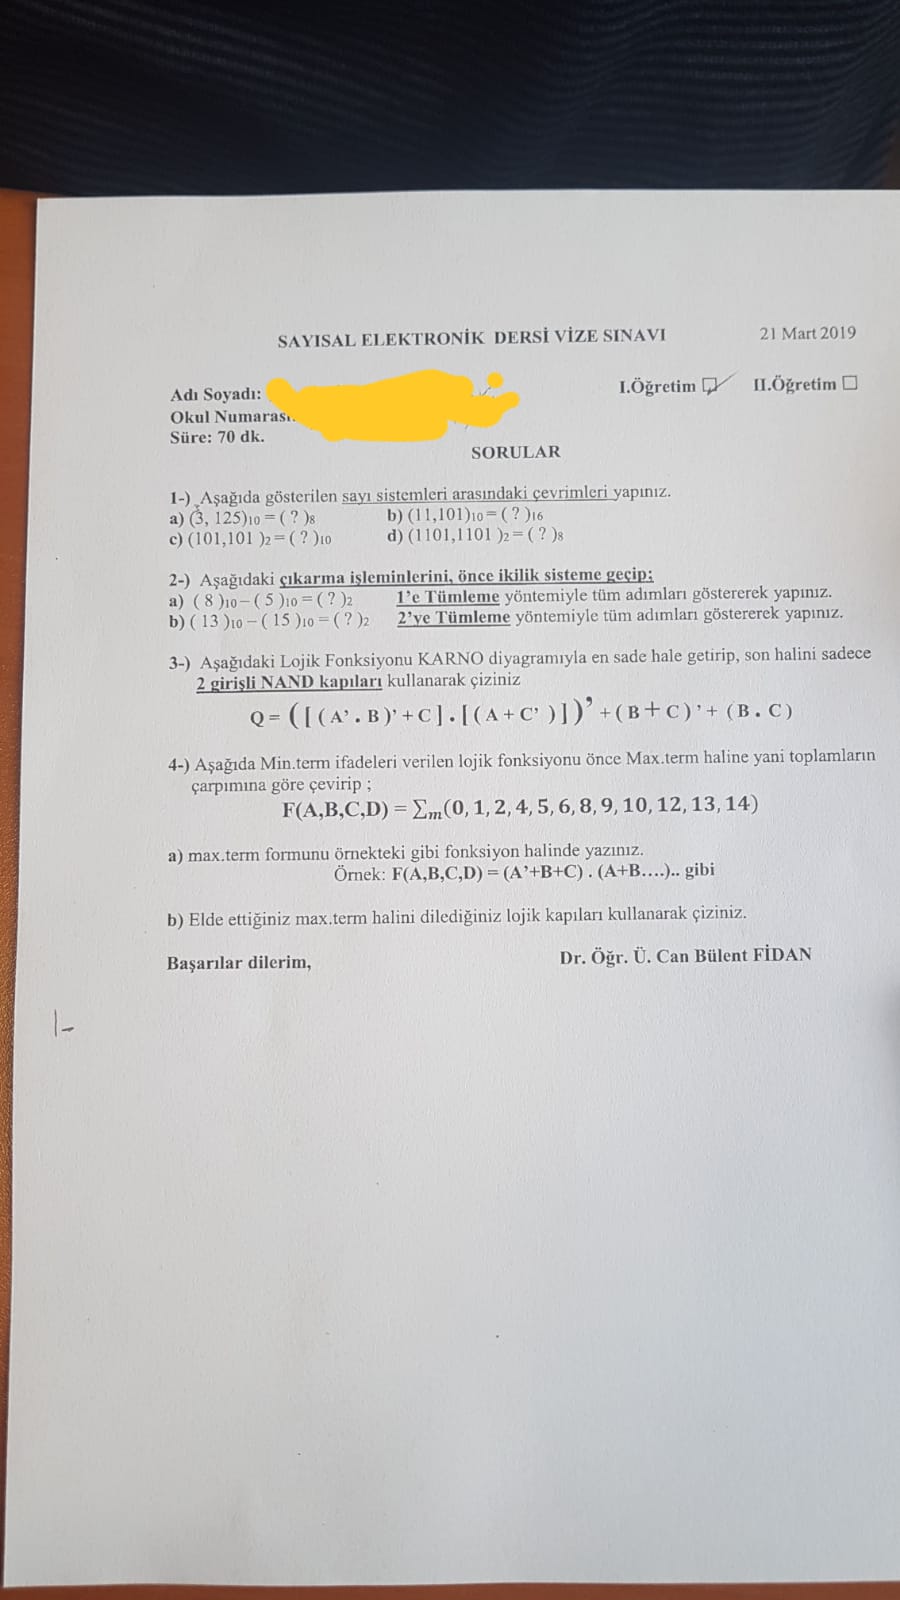 SAYISAL ELEKTRONİK DERSİ VİZE SINAVI 21 Mart 2019
Adı Soyadı: I.Öğretim II.Öğretim
Okul Numarası:
Süre: 70 dk.
SORULAR
1-) Aşağıda gösterilen sayı sistemleri arasındaki çevrimleri yapınız.
a) (3, 125)10 = ( ? )8 b) (11,101)10 = ( ? )16
c) (101,101 )2 = ( ? )10 d) (1101,1101 )2 = ( ? )8
2-) Aşağıdaki çıkarma işleminlerini, önce ikilik sisteme geçip;
a) ( 8 )10 – ( 5 )10 = ( ? )2 1’e Tümleme yöntemiyle tüm adımları göstererek yapınız.
b) ( 13 )10 – ( 15 )10 = ( ? )2 2’ye Tümleme yöntemiyle tüm adımları göstererek yapınız.
3-) Aşağıdaki Lojik Fonksiyonu KARNO diyagramıyla en sade hale getirip, son halini sadece
2 girişli NAND kapıları kullanarak çiziniz
Q = ( [ ( A’ . B )’ + C ] . [ ( A + C’ ) ] )’ + ( B + C ) ’ + ( B . C )
4-) Aşağıda Min.term ifadeleri verilen lojik fonksiyonu önce Max.term haline yani toplamların
çarpımına göre çevirip ;
F(A,B,C,D) = ∑m(0, 1, 2, 4, 5, 6, 8, 9, 10, 12, 13, 14)
a) max.term formunu örnekteki gibi fonksiyon halinde yazınız.
Örnek: F(A,B,C,D) = (A’+B+C) . (A+B….).. gibi
b) Elde ettiğiniz max.term halini dilediğiniz lojik kapıları kullanarak çiziniz.
Başarılar dilerim, Dr. Öğr. Ü. Can Bülent FİDAN
1-